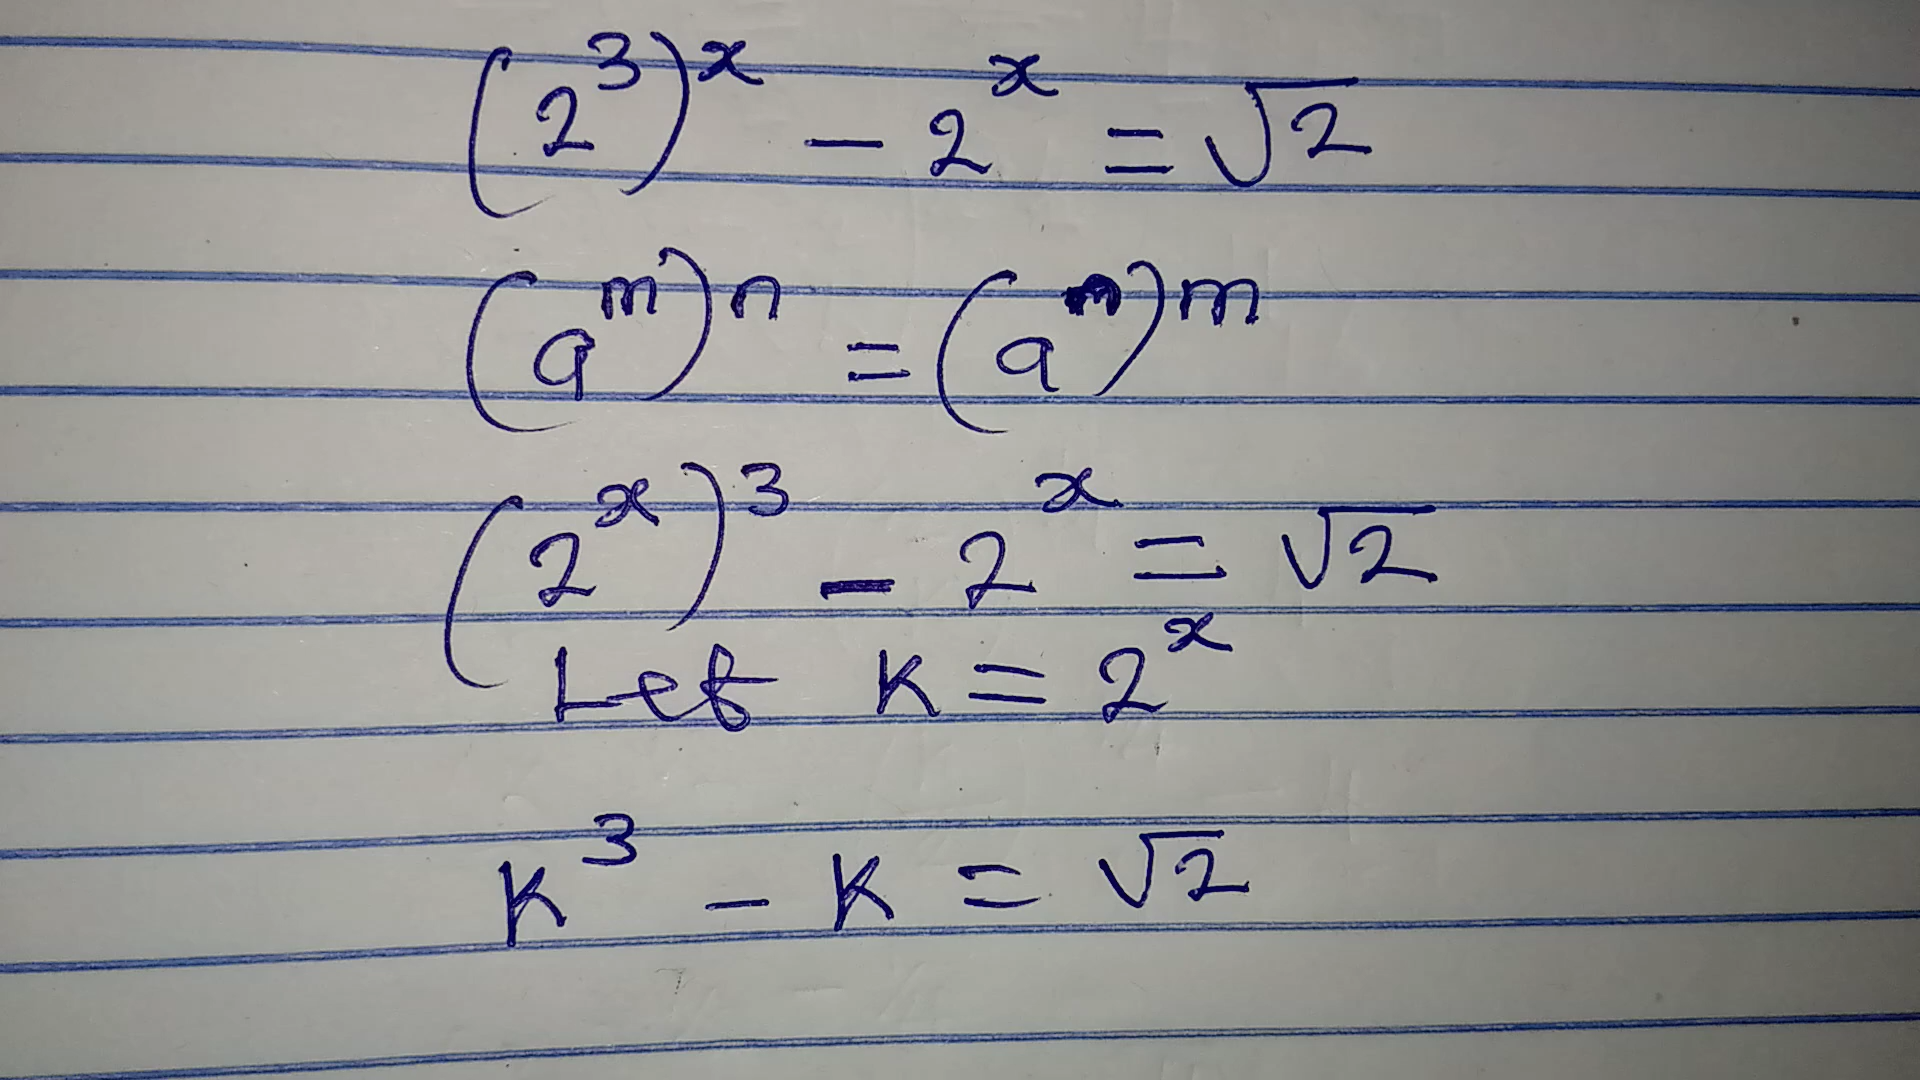 (2³)ˣ - 2ˣ = √2
(aᵐ)ⁿ = (aⁿ)ᵐ
(2ˣ)³ - 2ˣ = √2
Let K = 2ˣ
K³ - K = √2